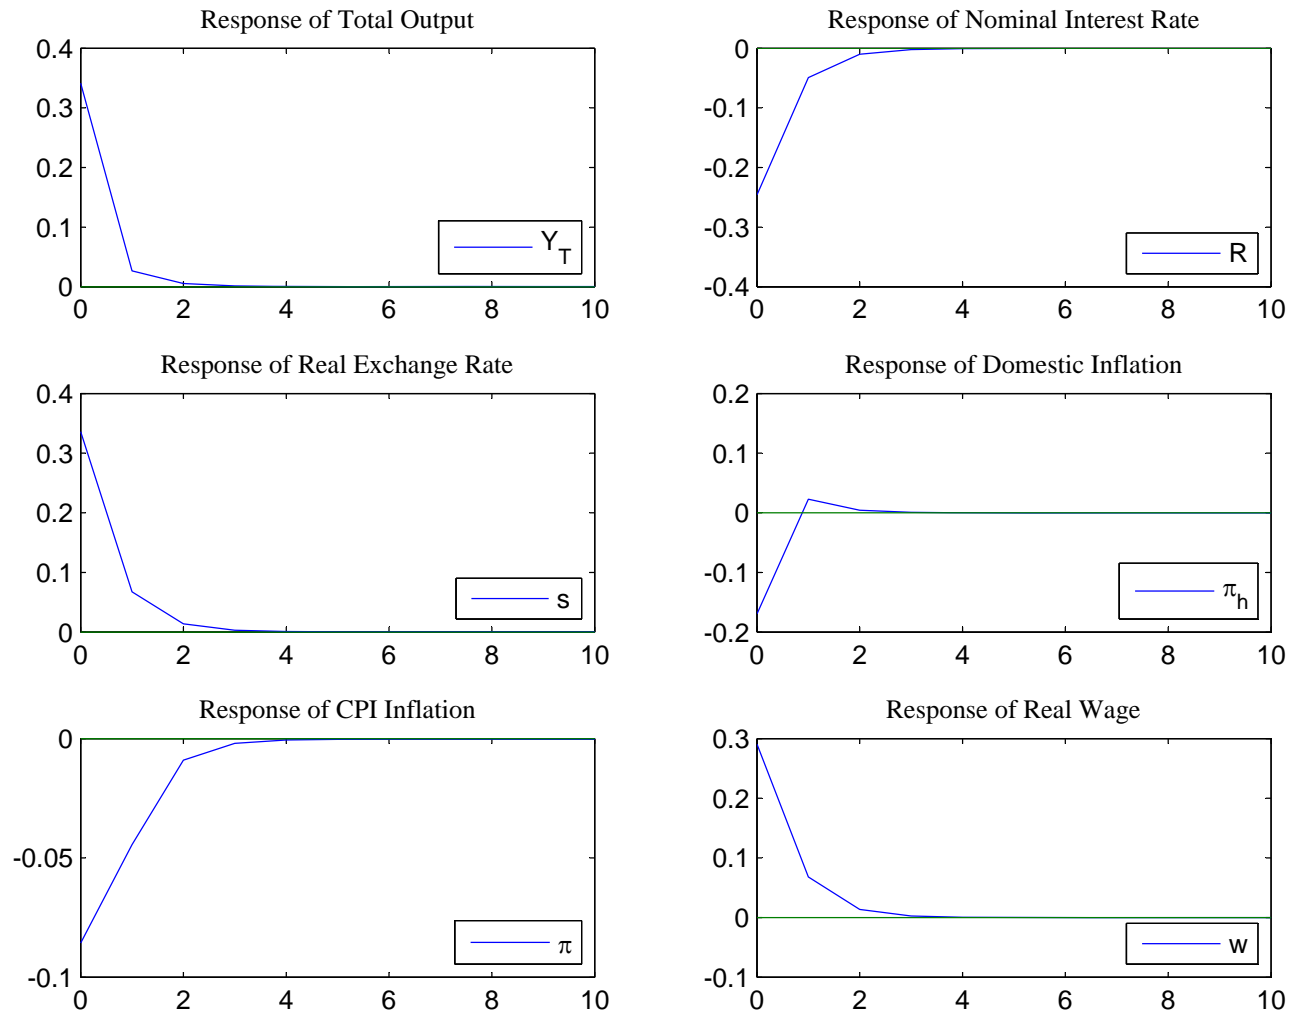 Response of Total Output
0.4
0.3
0.2
0.1
0
0 2 4 6 8 10
Y_T
Response of Nominal Interest Rate
0
-0.1
-0.2
-0.3
-0.4
0 2 4 6 8 10
R
Response of Real Exchange Rate
0.4
0.3
0.2
0.1
0
0 2 4 6 8 10
s
Response of Domestic Inflation
0.2
0.1
0
-0.1
-0.2
0 2 4 6 8 10
π_h
Response of CPI Inflation
0
-0.05
-0.1
0 2 4 6 8 10
π
Response of Real Wage
0.3
0.2
0.1
0
-0.1
0 2 4 6 8 10
w